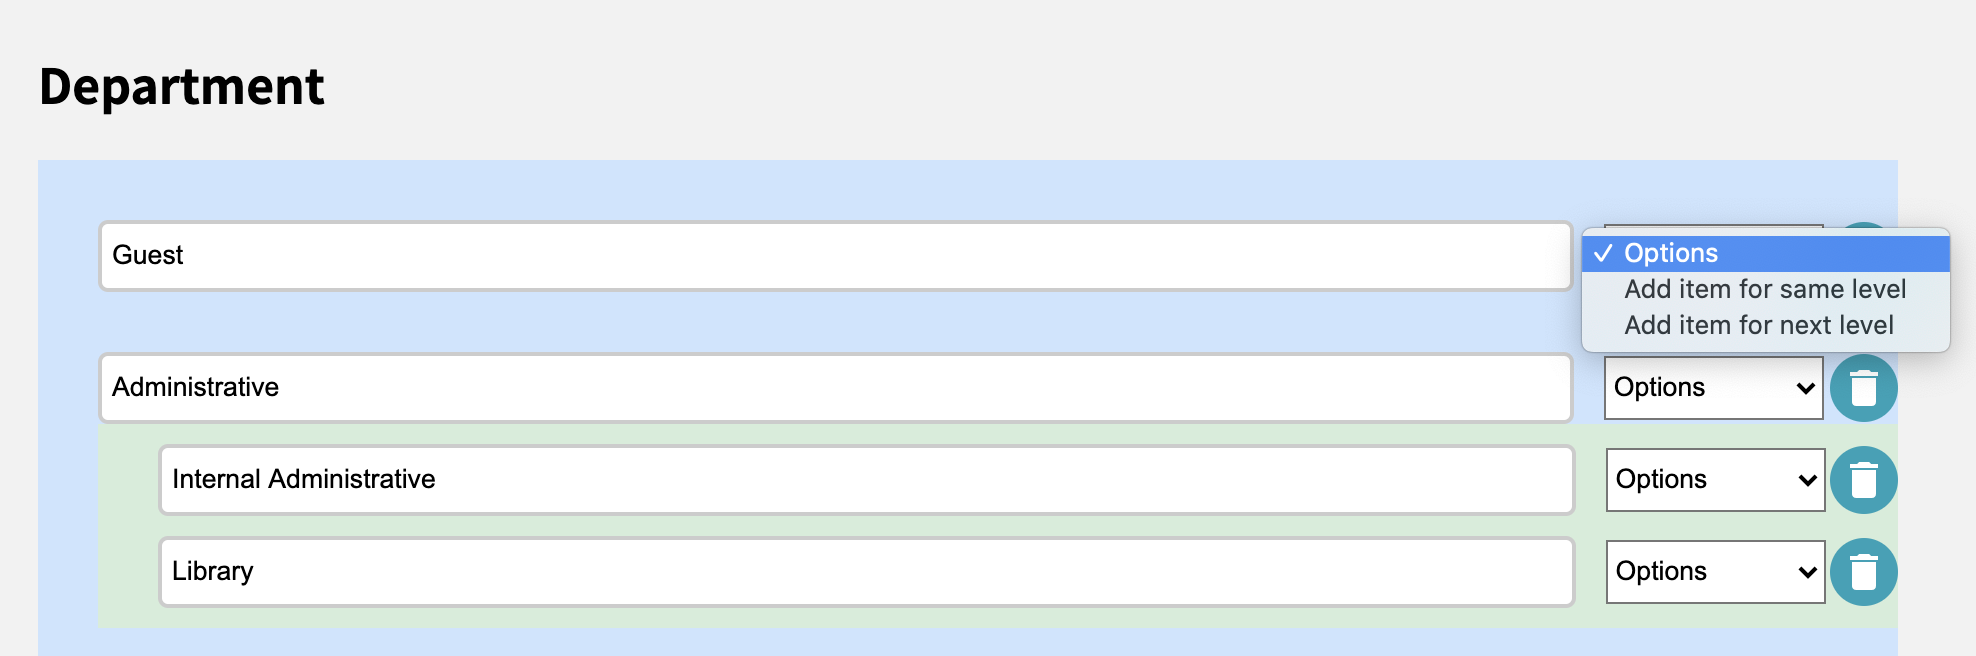 Department
Guest
✓ Options
Add item for same level
Add item for next level
Administrative
Options
Internal Administrative
Options
Library
Options